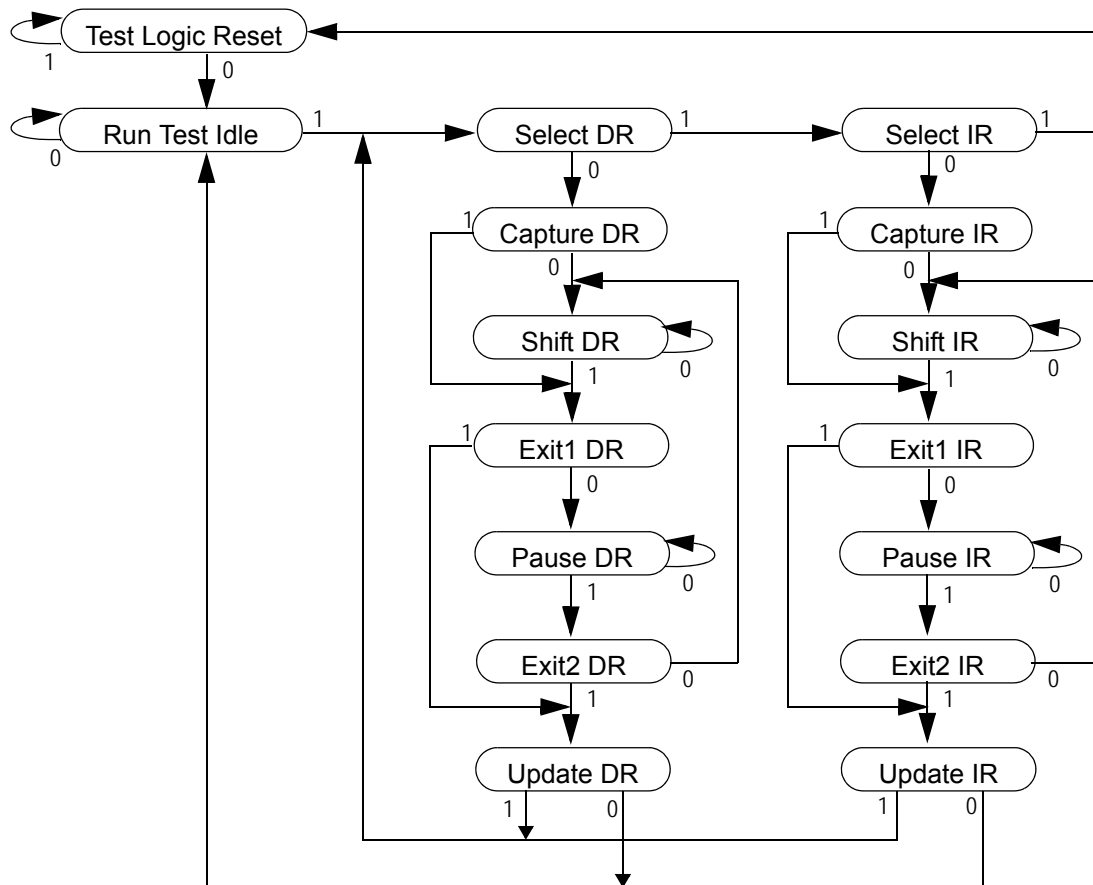 Test Logic Reset
1
0
Run Test Idle
1
Select DR
1
Select IR
1
0
0
0
1
Capture DR
1
Capture IR
0
0
Shift DR
Shift IR
0
0
1
1
1
Exit1 DR
1
Exit1 IR
0
0
Pause DR
Pause IR
0
0
1
1
Exit2 DR
Exit2 IR
0
0
1
1
Update DR
Update IR
1
0
1
0